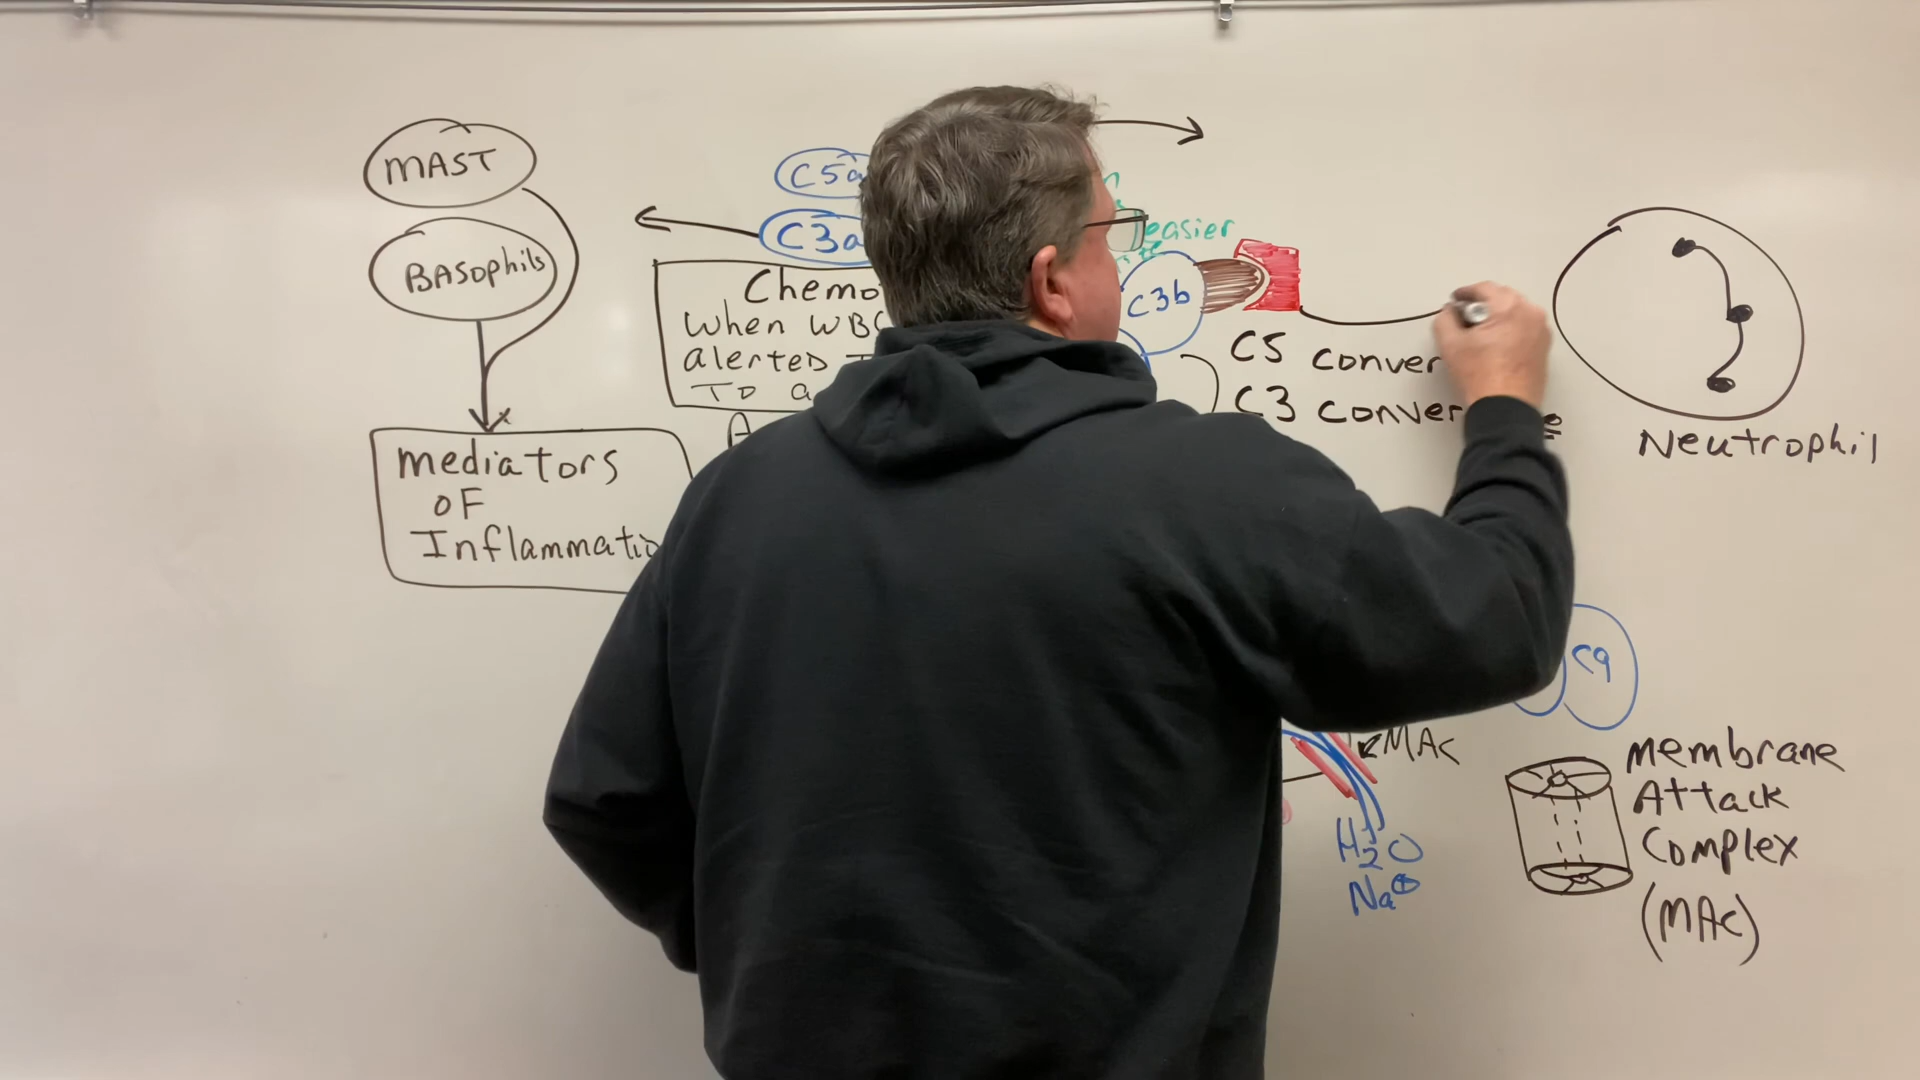 MAST
BASophils
mediators
OF
Inflammatio
C5a
C3a
Chemo
When WBC
alerted
To a
A
easier
C3b
C5 conver
C3 conver
Neutrophil
C9
MAC
H2O
Na⊕
Membrane
Attack
Complex
(MAC)